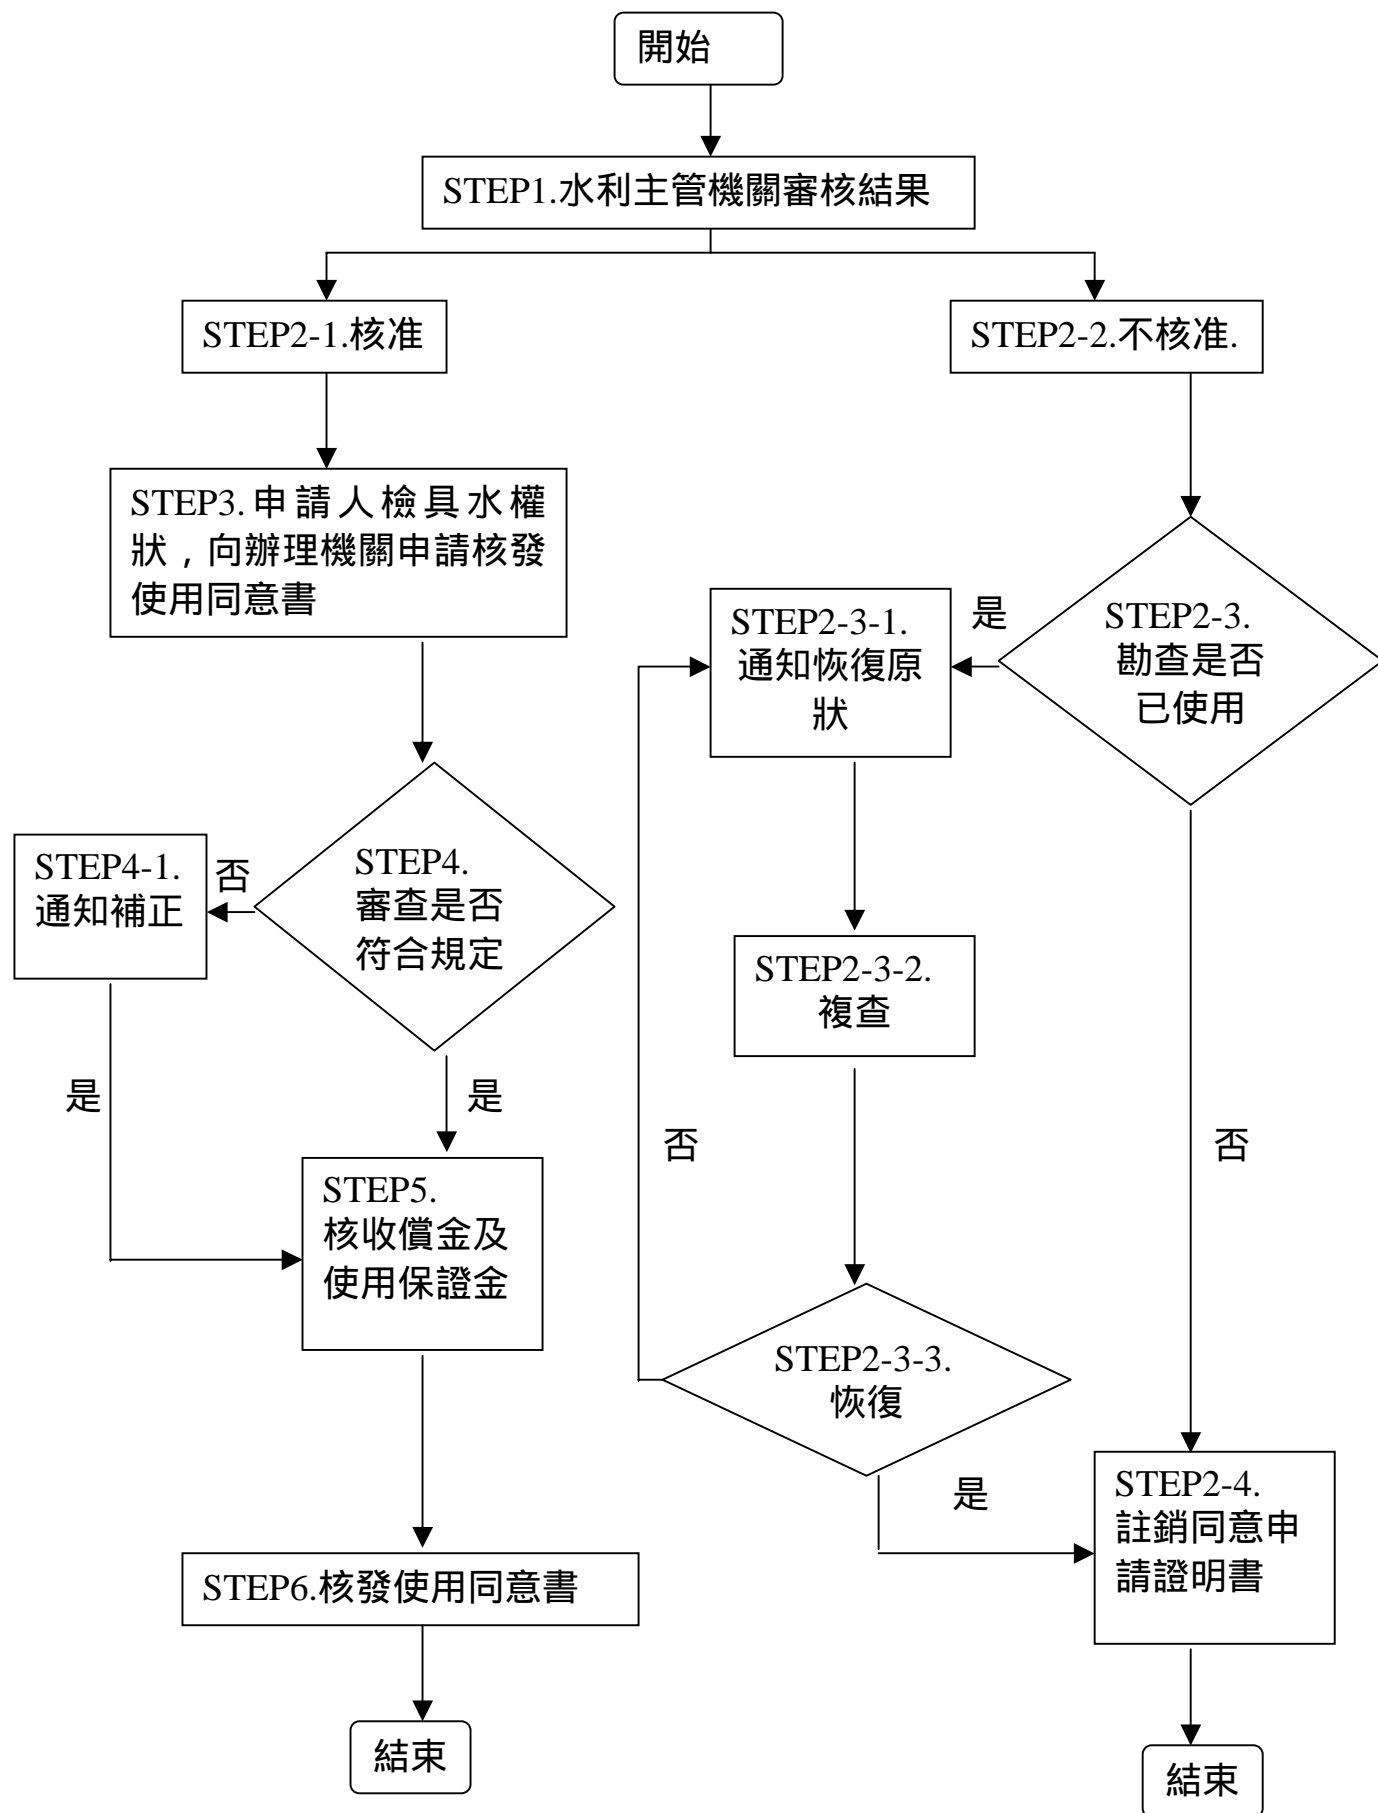 開始
STEP1.水利主管機關審核結果
STEP2-1.核准
STEP2-2.不核准.
STEP3.申請人檢具水權
狀，向辦理機關申請核發
使用同意書
STEP2-3.
勘查是否
已使用
是
STEP2-3-1.
通知恢復原
狀
STEP4.
審查是否
符合規定
否
STEP4-1.
通知補正
STEP2-3-2.
複查
是
是
否
否
STEP5.
核收償金及
使用保證金
STEP2-3-3.
恢復
是
STEP2-4.
註銷同意申
請證明書
STEP6.核發使用同意書
結束
結束